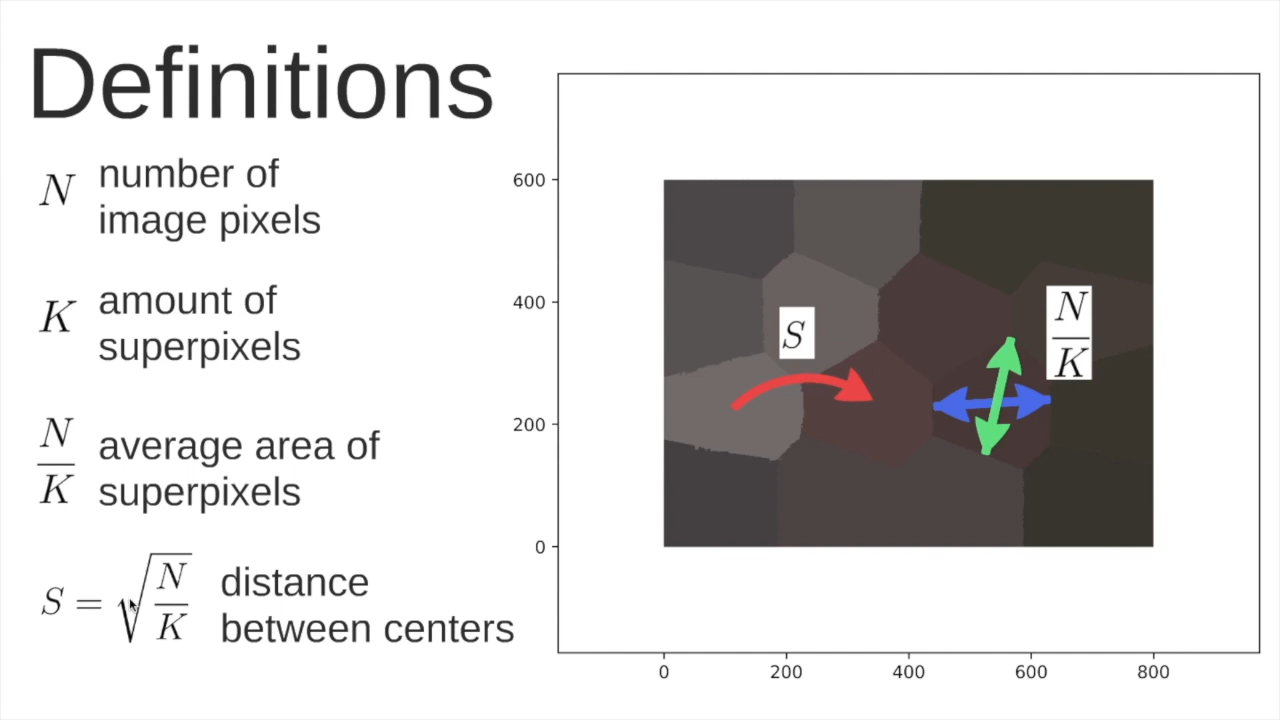 Definitions
N number of
image pixels
K amount of
superpixels
N/K average area of
superpixels
S = √(N/K) distance
between centers
600
400
200
0
S
N/K
0 200 400 600 800